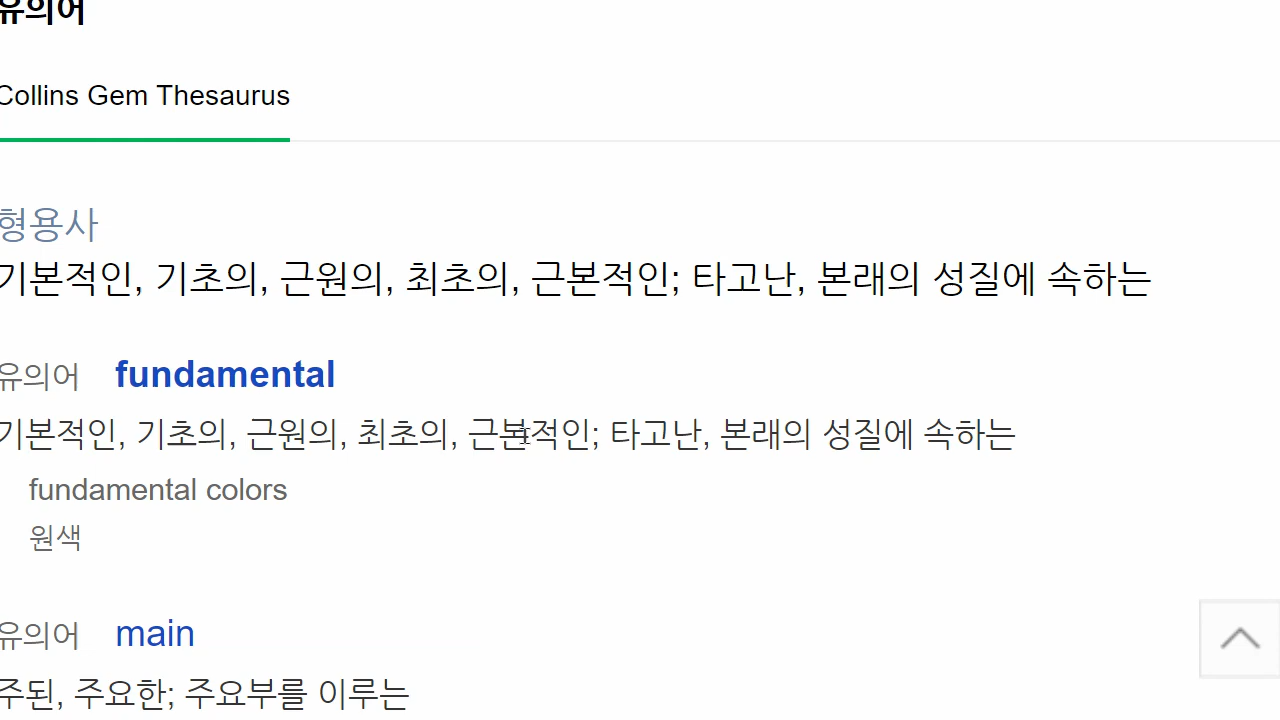 유의어
Collins Gem Thesaurus
형용사
기본적인, 기초의, 근원의, 최초의, 근본적인; 타고난, 본래의 성질에 속하는
유의어 fundamental
기본적인, 기초의, 근원의, 최초의, 근본적인; 타고난, 본래의 성질에 속하는
fundamental colors
원색
유의어 main
주된, 주요한; 주요부를 이루는